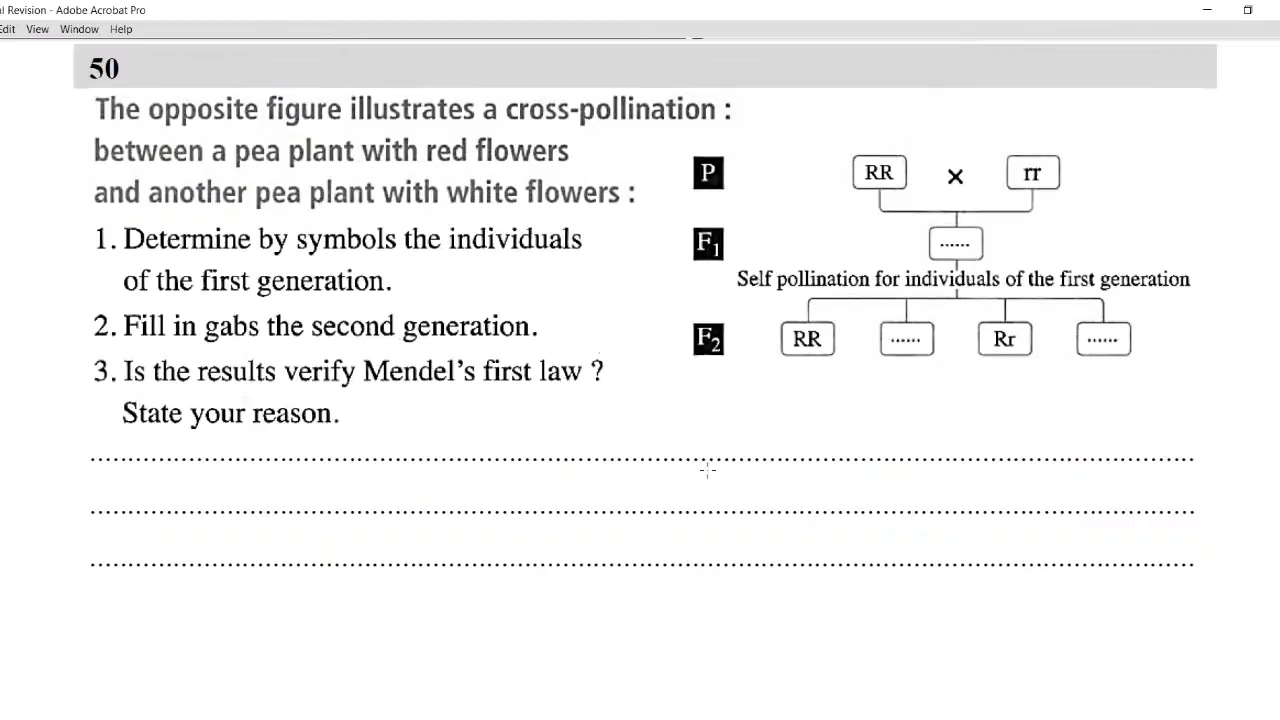 l Revision - Adobe Acrobat Pro
Edit View Window Help
50
The opposite figure illustrates a cross-pollination :
between a pea plant with red flowers
and another pea plant with white flowers :
1. Determine by symbols the individuals
of the first generation.
2. Fill in gabs the second generation.
3. Is the results verify Mendel's first law ?
State your reason.
P RR × rr
F1 ......
Self pollination for individuals of the first generation
F2 RR ...... Rr ......